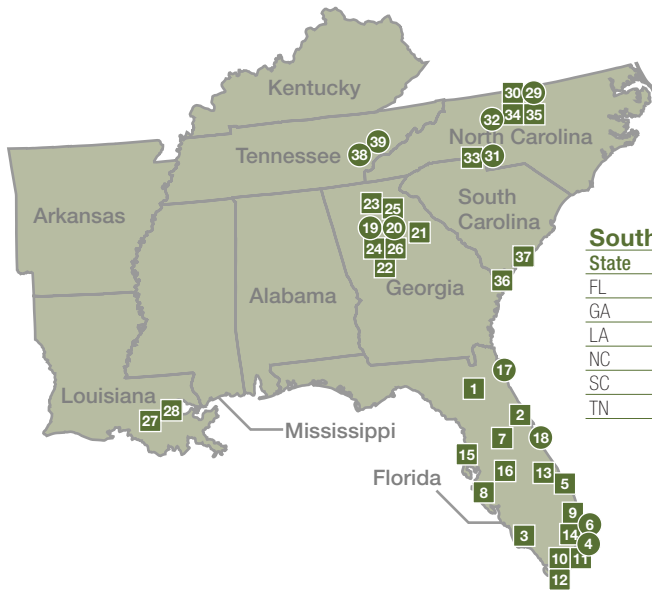 Kentucky
30 29
32 34 35
North Carolina
39
Tennessee 38
33 31
South
Carolina
Arkansas
23 25
19 20 21
24 26
22
37
36
Alabama
Georgia
South
State
FL
GA
LA
NC
SC
TN
17
1
Louisiana
27 28
2
Mississippi
7 18
15
16 13
Florida
8
5
9
6
3 14
4
10 11
12